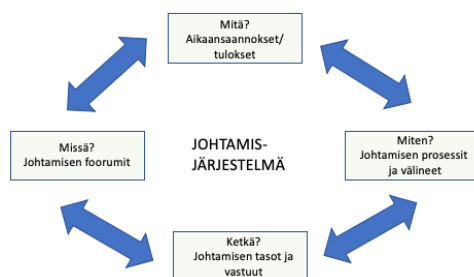 Mitä?
Aikaansaannokset/
tulokset
Missä?
Johtamisen foorumit
JOHTAMIS-
JÄRJESTELMÄ
Miten?
Johtamisen prosessit
ja välineet
Ketkä?
Johtamisen tasot ja
vastuut